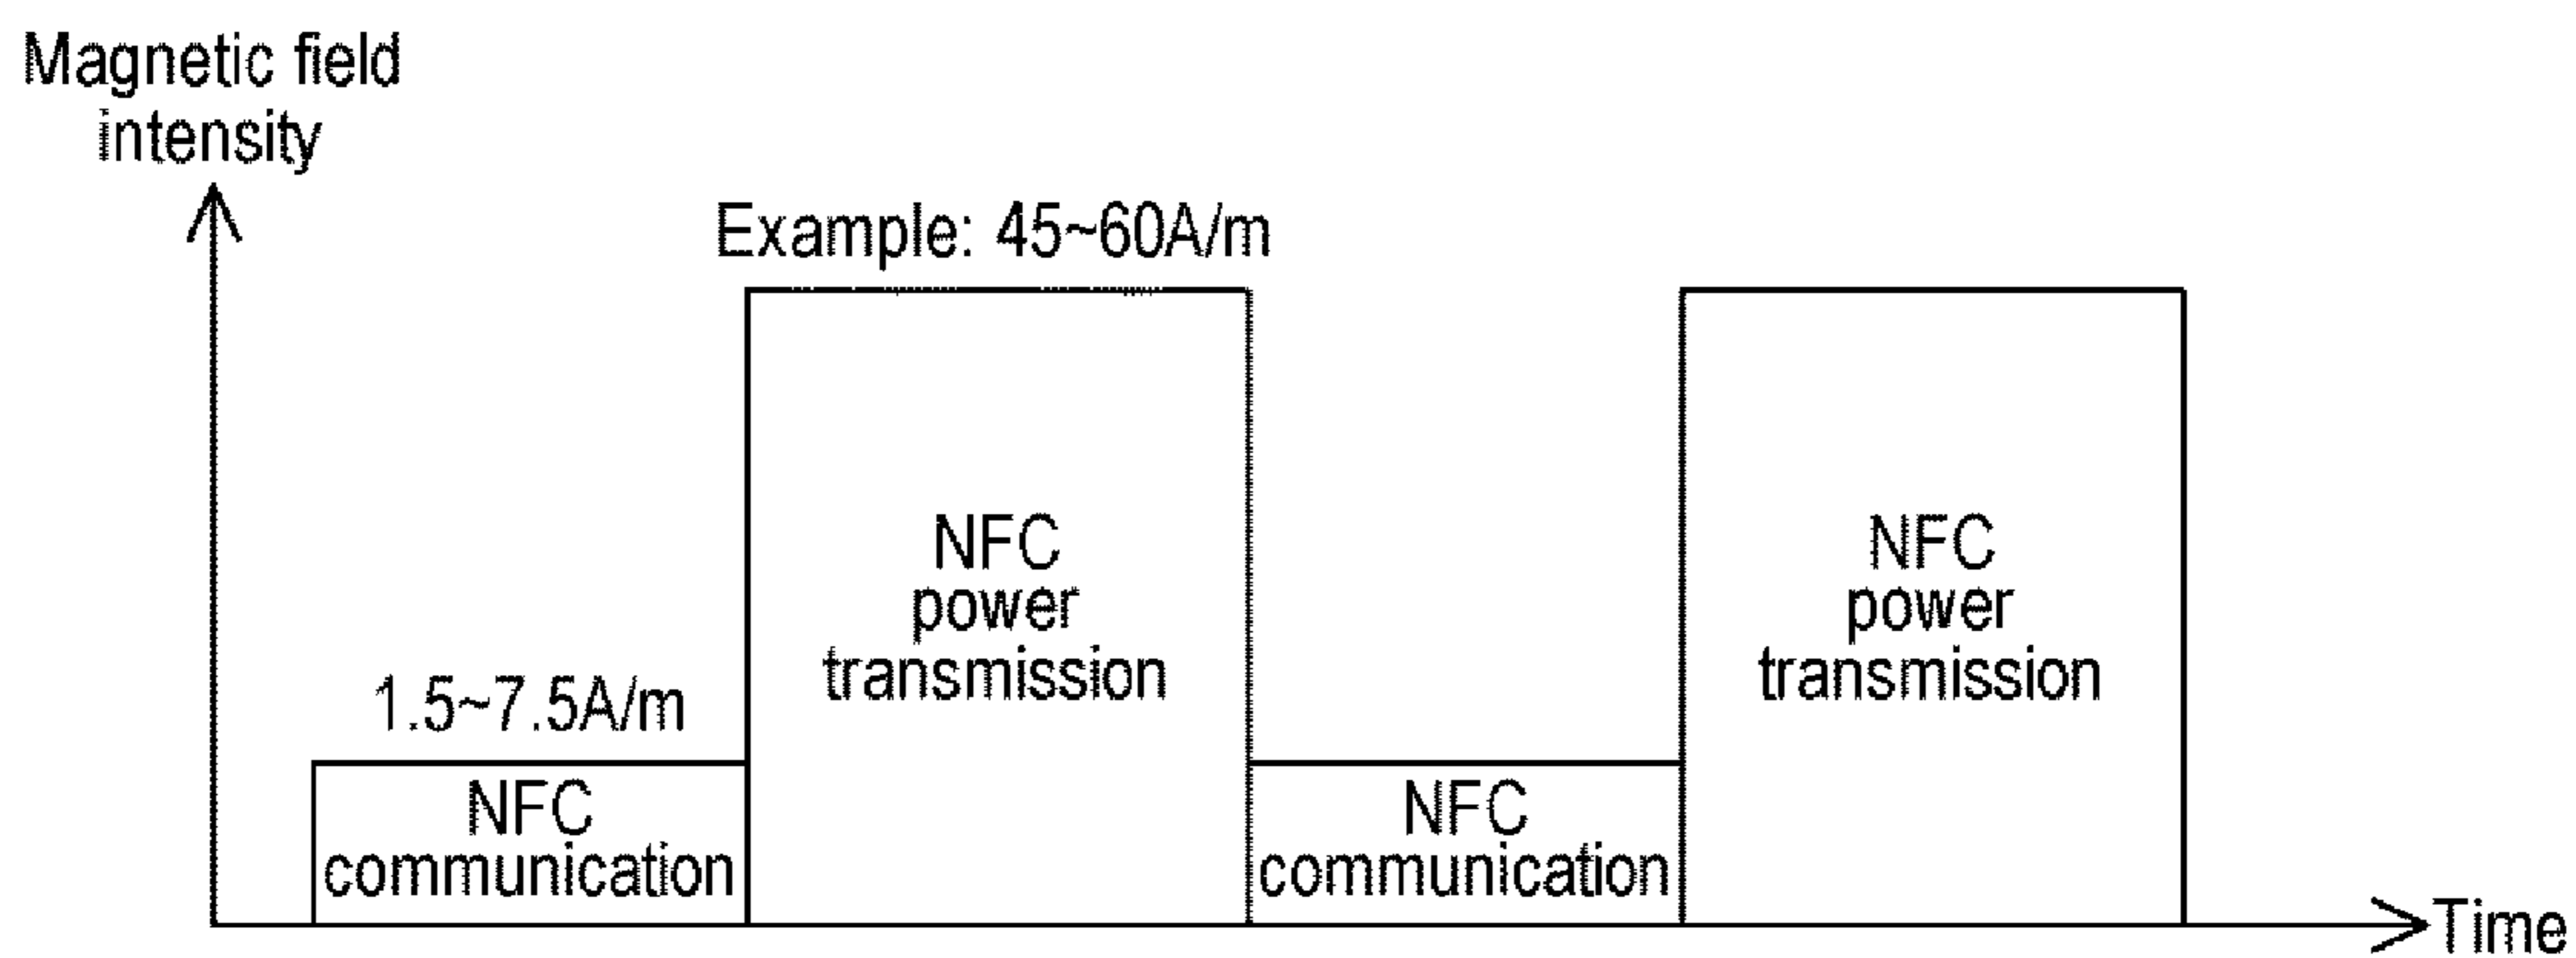 Magnetic field
intensity
Example: 45~60A/m
1.5~7.5A/m
NFC
communication
NFC
power
transmission
NFC
communication
NFC
power
transmission
Time